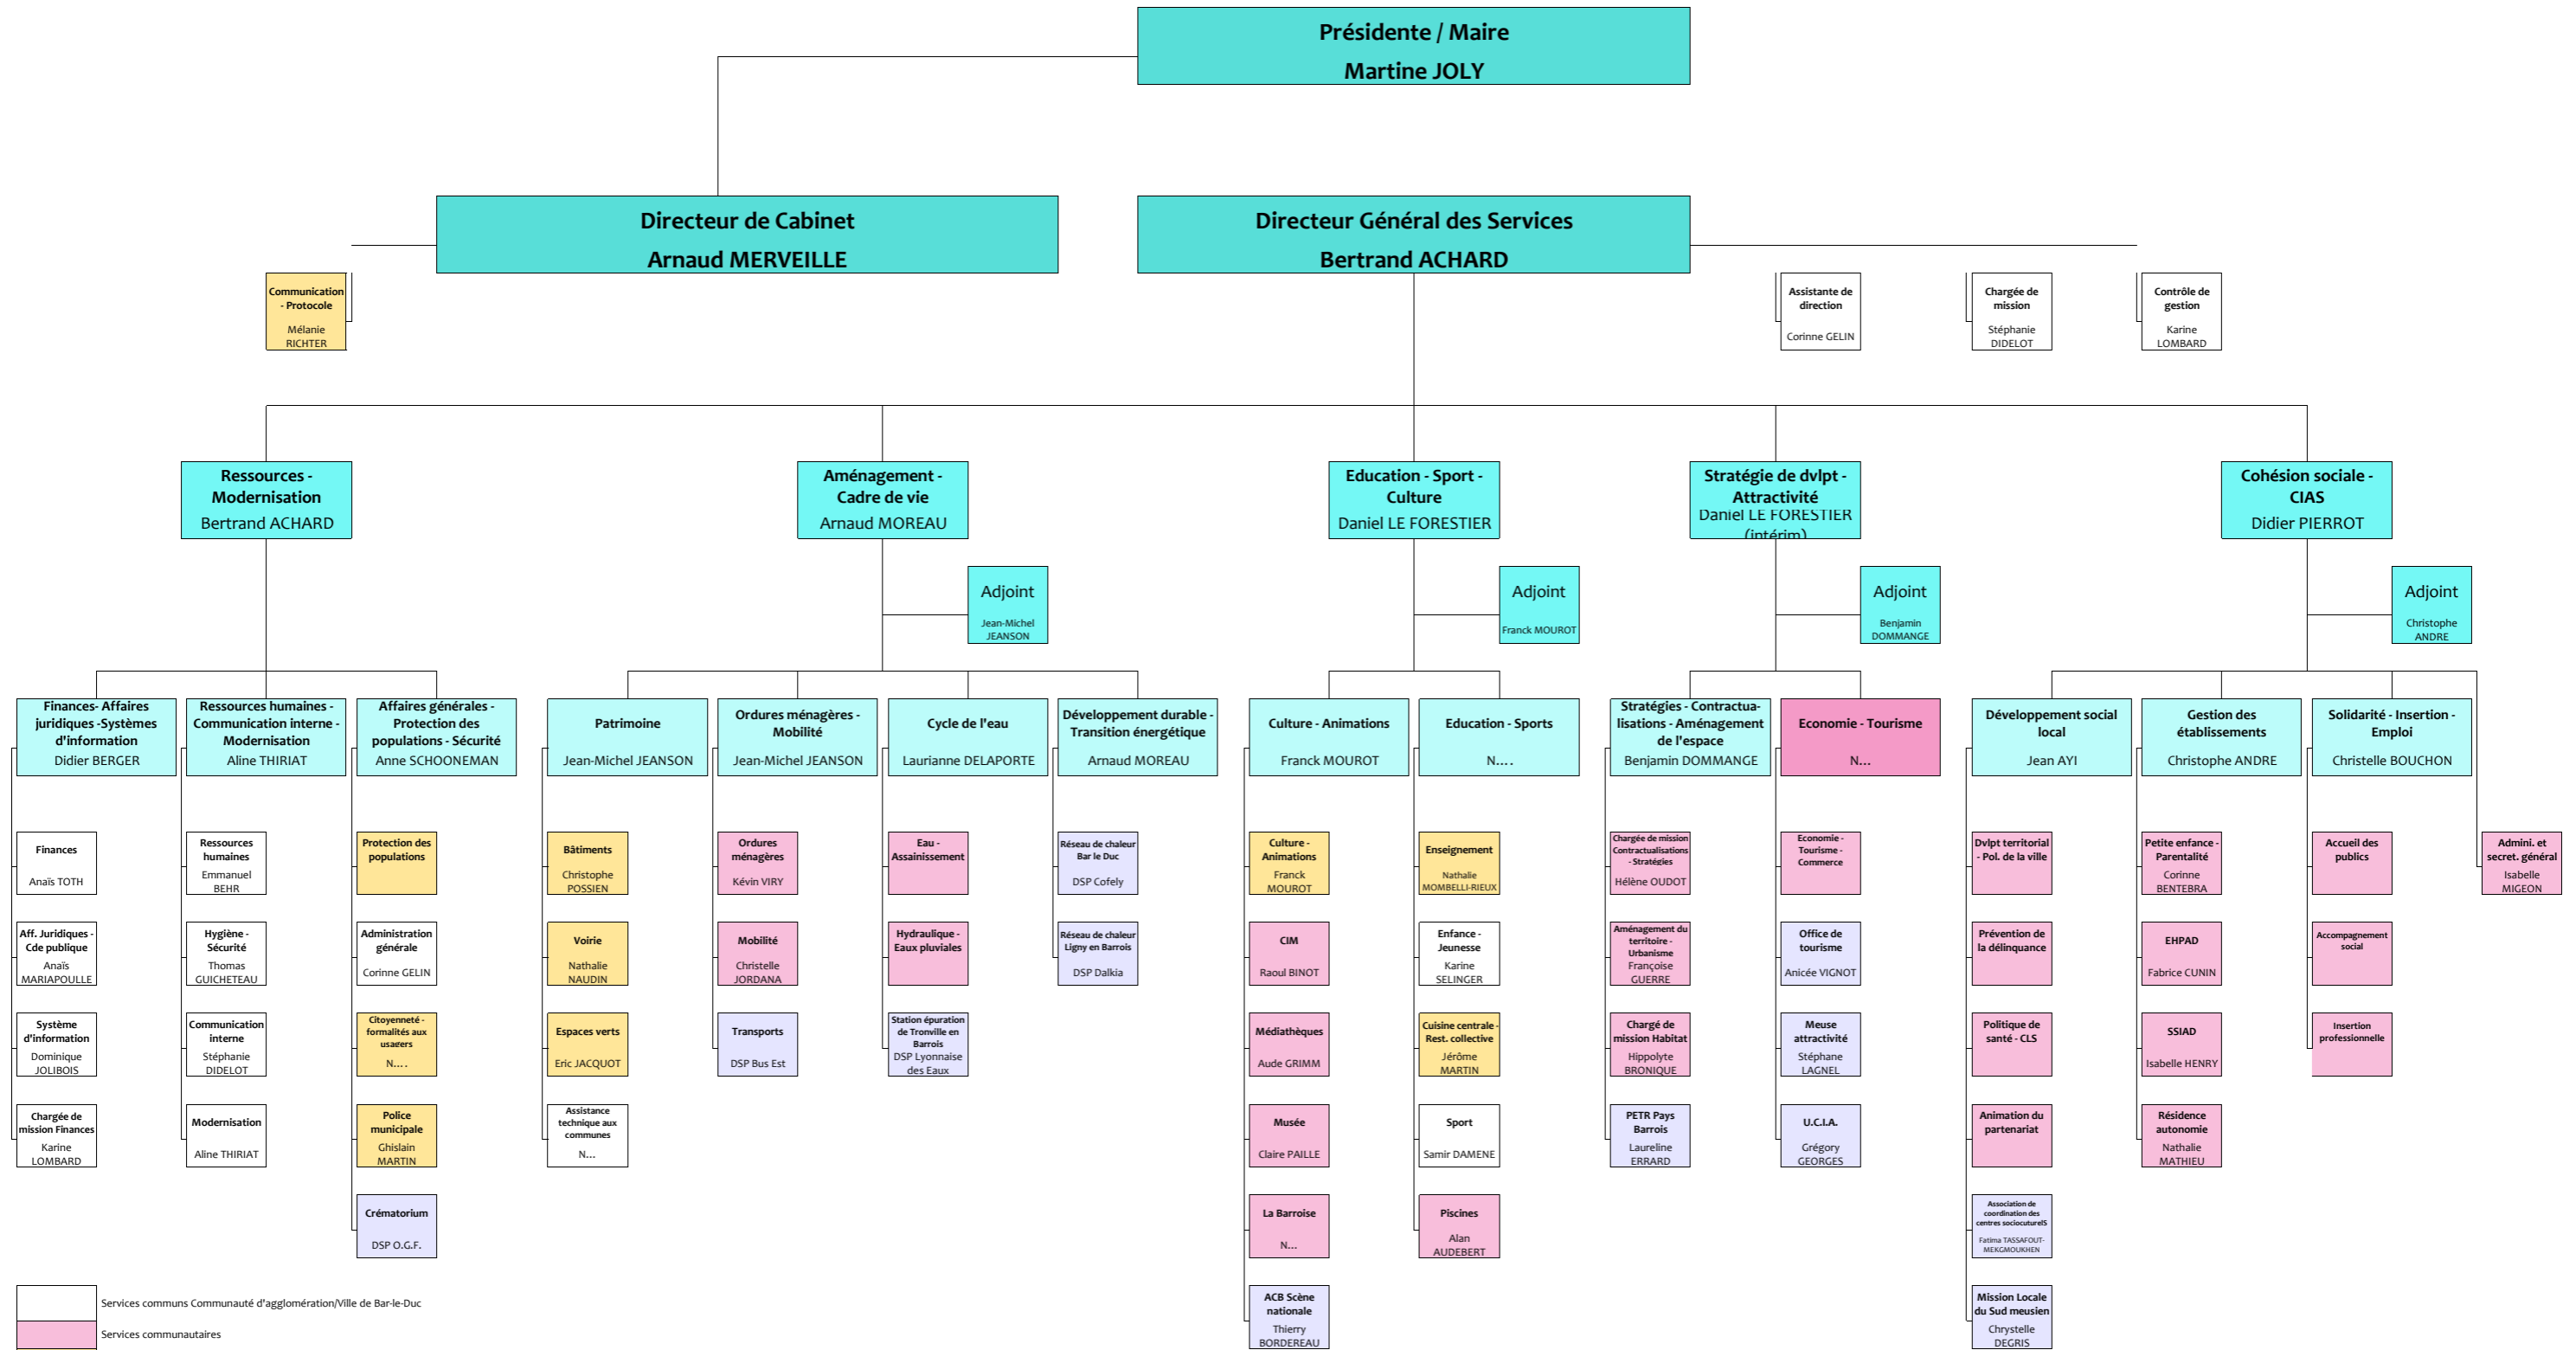 Présidente / Maire
Martine JOLY
Directeur de Cabinet
Arnaud MERVEILLE
Directeur Général des Services
Bertrand ACHARD
Communication
- Protocole
Mélanie
RICHTER
Assistante de
direction
Corinne GELIN
Chargée de
mission
Stéphanie
DIDELOT
Contrôle de
gestion
Karine
LOMBARD
Ressources -
Modernisation
Bertrand ACHARD
Aménagement -
Cadre de vie
Arnaud MOREAU
Education - Sport -
Culture
Daniel LE FORESTIER
Stratégie de dvlpt -
Attractivité
Daniel LE FORESTIER
(intérim)
Cohésion sociale -
CIAS
Didier PIERROT
Adjoint
Jean-Michel
JEANSON
Adjoint
Franck MOUROT
Adjoint
Benjamin
DOMMANGE
Adjoint
Christophe
ANDRE
Finances- Affaires
juridiques -Systèmes
d'information
Didier BERGER
Ressources humaines -
Communication interne -
Modernisation
Aline THIRIAT
Affaires générales -
Protection des
populations - Sécurité
Anne SCHOONEMAN
Patrimoine
Jean-Michel JEANSON
Ordures ménagères -
Mobilité
Jean-Michel JEANSON
Cycle de l'eau
Laurianne DELAPORTE
Développement durable -
Transition énergétique
Arnaud MOREAU
Culture - Animations
Franck MOUROT
Education - Sports
N....
Stratégies - Contractua-
lisations - Aménagement
de l'espace
Benjamin DOMMANGE
Economie - Tourisme
N...
Développement social
local
Jean AYI
Gestion des
établissements
Christophe ANDRE
Solidarité - Insertion -
Emploi
Christelle BOUCHON
Finances
Anaïs TOTH
Ressources
humaines
Emmanuel
BEHR
Protection des
populations
Bâtiments
Christophe
POSSIEN
Ordures
ménagères
Kévin VIRY
Eau -
Assainissement
Réseau de chaleur
Bar le Duc
DSP Cofely
Culture -
Animations
Franck
MOUROT
Enseignement
Nathalie
MOMBELLI-RIEUX
Chargée de mission
Contractualisations
- Stratégies
Hélène OUDOT
Economie -
Tourisme -
Commerce
Dvlpt territorial
- Pol. de la ville
Petite enfance -
Parentalité
Corinne
BENTEBRA
Accueil des
publics
Admini. et
secret. général
Isabelle
MIGEON
Aff. Juridiques -
Cde publique
Anaïs
MARIAPOULLE
Hygiène -
Sécurité
Thomas
GUICHETEAU
Administration
générale
Corinne GELIN
Voirie
Nathalie
NAUDIN
Mobilité
Christelle
JORDANA
Hydraulique -
Eaux pluviales
Réseau de chaleur
Ligny en Barrois
DSP Dalkia
CIM
Raoul BINOT
Enfance -
Jeunesse
Karine
SELINGER
Aménagement du
territoire -
Urbanisme
Françoise
GUERRE
Office de
tourisme
Anicée VIGNOT
Prévention de
la délinquance
EHPAD
Fabrice CUNIN
Accompagnement
social
Système
d'information
Dominique
JOLIBOIS
Communication
interne
Stéphanie
DIDELOT
Citoyenneté -
formalités aux
usagers
N....
Espaces verts
Eric JACQUOT
Transports
DSP Bus Est
Station épuration
de Tronville en
Barrois
DSP Lyonnaise
des Eaux
Médiathèques
Aude GRIMM
Cuisine centrale -
Rest. collective
Jérôme
MARTIN
Chargé de
mission Habitat
Hippolyte
BRONIQUE
Meuse
attractivité
Stéphane
LAGNEL
Politique de
santé - CLS
SSIAD
Isabelle HENRY
Insertion
professionnelle
Chargée de
mission Finances
Karine
LOMBARD
Modernisation
Aline THIRIAT
Police
municipale
Ghislain
MARTIN
Assistance
technique aux
communes
N...
Musée
Claire PAILLE
Sport
Samir DAMENE
PETR Pays
Barrois
Laureline
ERRARD
U.C.I.A.
Grégory
GEORGES
Animation du
partenariat
Résidence
autonomie
Nathalie
MATHIEU
Crématorium
DSP O.G.F.
La Barroise
N...
Piscines
Alan
AUDEBERT
Association de
coordination des
centres sociocuturelS
Fatima TASSAFOUT-
MEKGMOUKHEN
ACB Scène
nationale
Thierry
BORDEREAU
Mission Locale
du Sud meusien
Chrystelle
DEGRIS
Services communs Communauté d'agglomération/Ville de Bar-le-Duc
Services communautaires